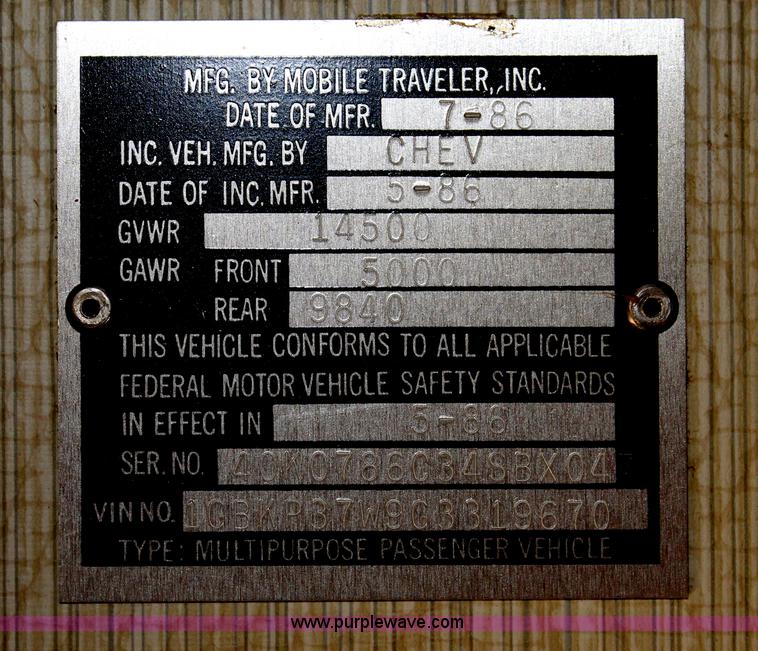 MFG. BY MOBILE TRAVELER, INC.
DATE OF MFR. 7-86
INC. VEH. MFG. BY CHEV
DATE OF INC. MFR. 5-86
GVWR 14500
GAWR FRONT 5000
REAR 9840
THIS VEHICLE CONFORMS TO ALL APPLICABLE
FEDERAL MOTOR VEHICLE SAFETY STANDARDS
IN EFFECT IN 5-86
SER. NO.
VIN NO. 1GBKP37W9G3319670
TYPE: MULTIPURPOSE PASSENGER VEHICLE
www.purplewave.com